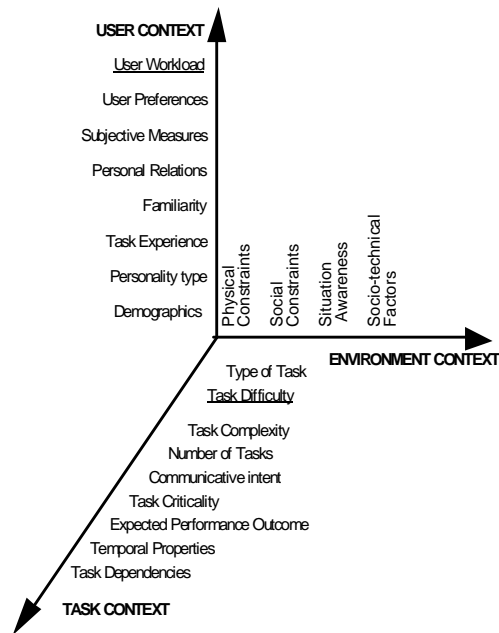 USER CONTEXT
User Workload
User Preferences
Subjective Measures
Personal Relations
Familiarity
Task Experience
Personality type
Demographics
Physical
Constraints
Social
Constraints
Situation
Awareness
Socio-technical
Factors
ENVIRONMENT CONTEXT
Type of Task
Task Difficulty
Task Complexity
Number of Tasks
Communicative intent
Task Criticality
Expected Performance Outcome
Temporal Properties
Task Dependencies
TASK CONTEXT